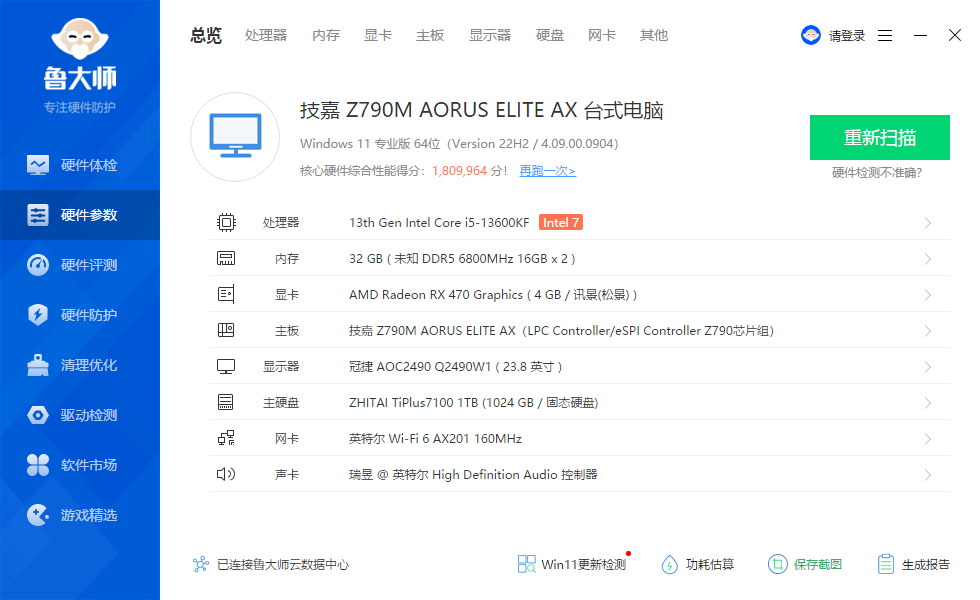 鲁大师
专注硬件防护
硬件体检
硬件参数
硬件评测
硬件防护
清理优化
驱动检测
软件市场
游戏精选
总览 处理器 内存 显卡 主板 显示器 硬盘 网卡 其他
请登录
技嘉 Z790M AORUS ELITE AX 台式电脑
Windows 11 专业版 64位（Version 22H2 / 4.09.00.0904）
核心硬件综合性能得分：1,809,964 分！ 再跑一次>
重新扫描
硬件检测不准确?
处理器 13th Gen Intel Core i5-13600KF Intel 7
内存 32 GB ( 未知 DDR5 6800MHz 16GB x 2 )
显卡 AMD Radeon RX 470 Graphics ( 4 GB / 讯景(松景) )
主板 技嘉 Z790M AORUS ELITE AX（LPC Controller/eSPI Controller Z790芯片组）
显示器 冠捷 AOC2490 Q2490W1 ( 23.8 英寸 )
主硬盘 ZHITAI TiPlus7100 1TB (1024 GB / 固态硬盘)
网卡 英特尔 Wi-Fi 6 AX201 160MHz
声卡 瑞昱 @ 英特尔 High Definition Audio 控制器
已连接鲁大师云数据中心
Win11更新检测
功耗估算
保存截图
生成报告